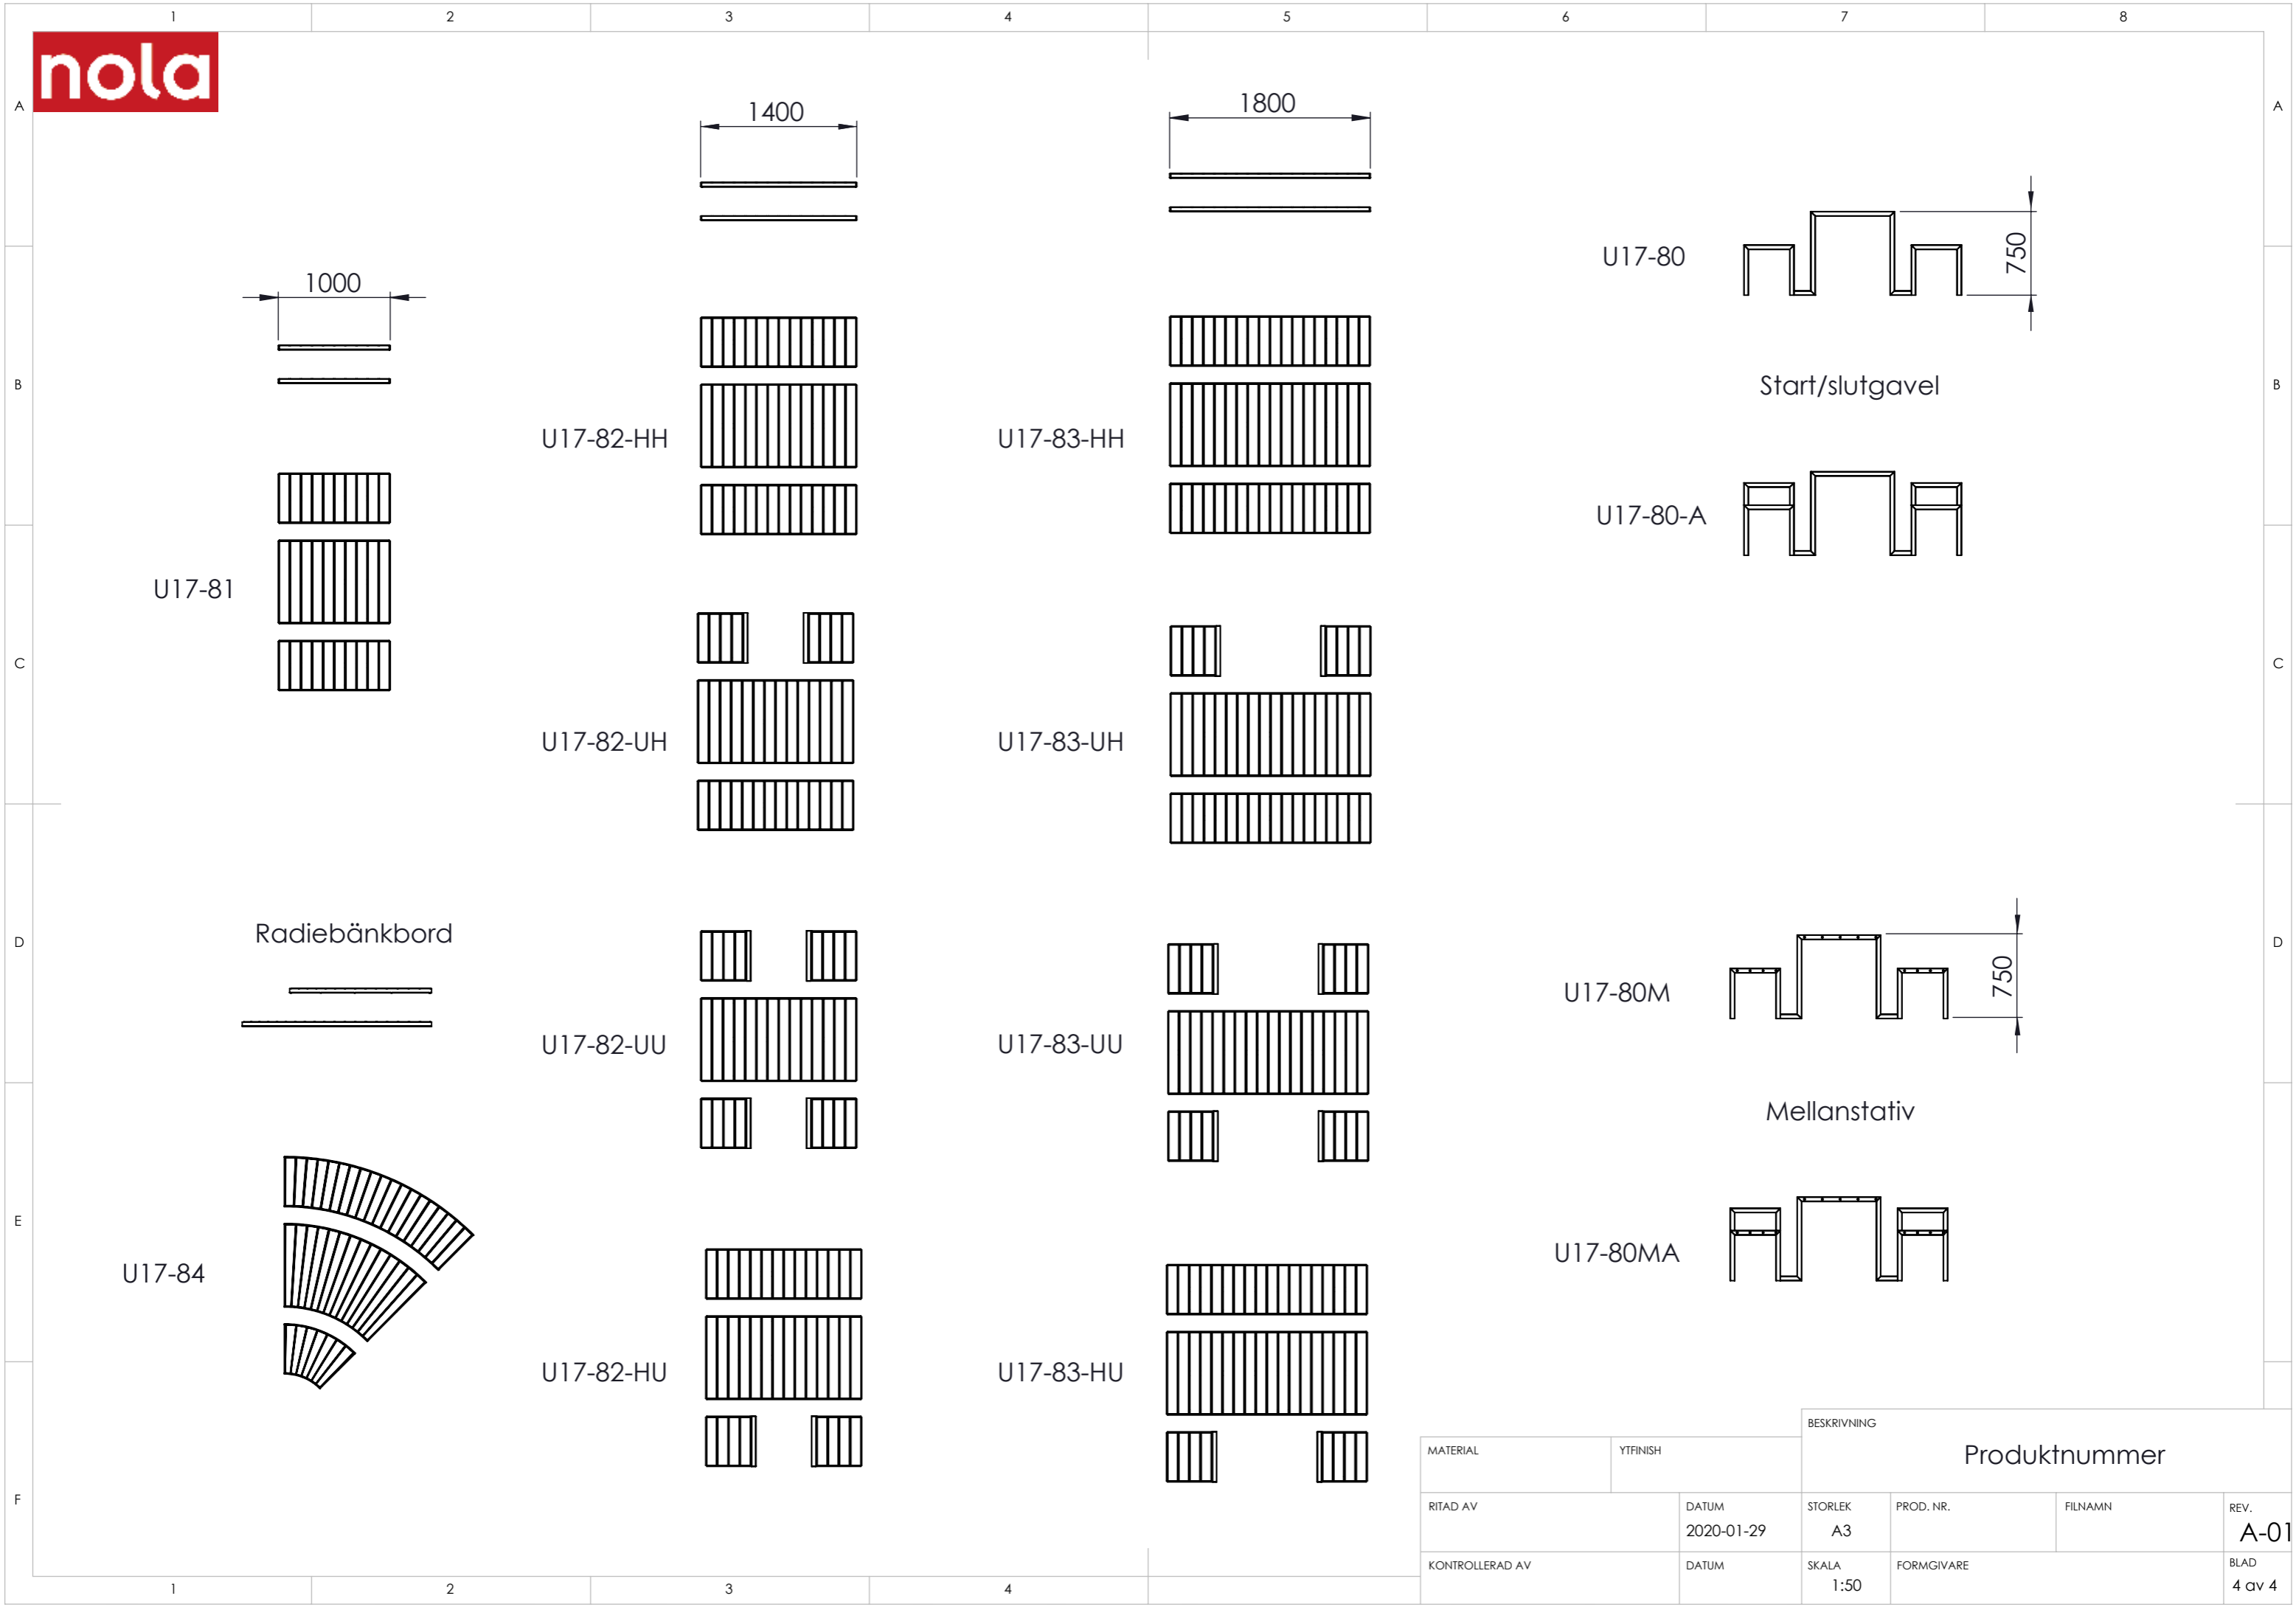 1 2 3 4 5 6 7 8
nola
A A
1400
1800
U17-80
750
1000
B B
Start/slutgavel
U17-82-HH
U17-83-HH
U17-80-A
U17-81
C C
U17-82-UH
U17-83-UH
Radiebänkbord
D D
U17-80M
750
U17-82-UU
U17-83-UU
Mellanstativ
E E
U17-84
U17-80MA
U17-82-HU
U17-83-HU
F
BESKRIVNING
Produktnummer
MATERIAL
YTFINISH
RITAD AV
DATUM
2020-01-29
STORLEK
A3
PROD. NR.
FILNAMN
REV.
A-01
KONTROLLERAD AV
DATUM
SKALA
1:50
FORMGIVARE
BLAD
4 av 4
1 2 3 4